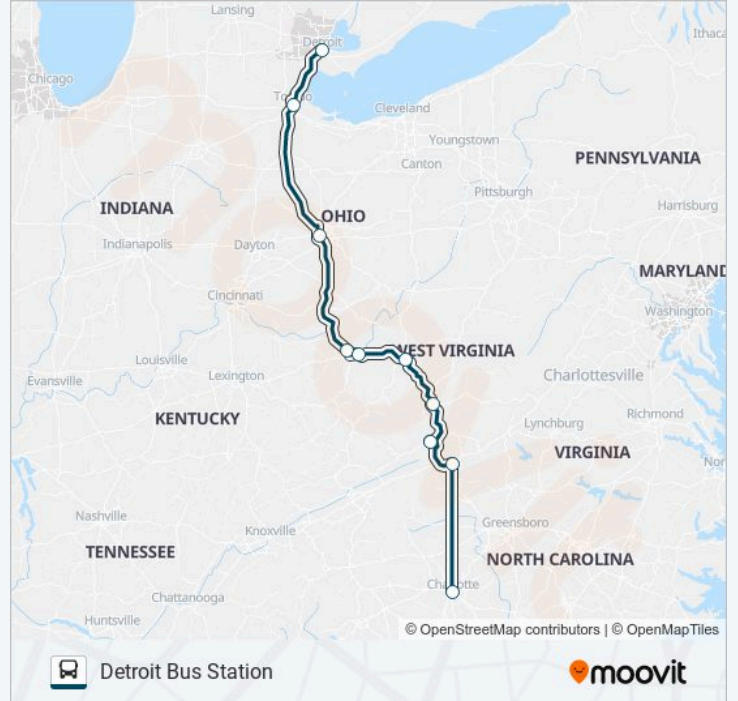 Lansing
Detroit
Ithaca
Chicago
Toledo
Cleveland
Youngstown
Canton
PENNSYLVANIA
Pittsburgh
INDIANA
OHIO
Harrisburg
Indianapolis
Dayton
MARYLAND
Cincinnati
Washington
WEST VIRGINIA
Louisville
Evansville
Lexington
Charlottesville
KENTUCKY
Richmond
Lynchburg
VIRGINIA
Nor
Nashville
Greensboro
Knoxville
TENNESSEE
NORTH CAROLINA
Charlotte
Chattanooga
Huntsville
© OpenStreetMap contributors | © OpenMapTiles
Detroit Bus Station
moovit